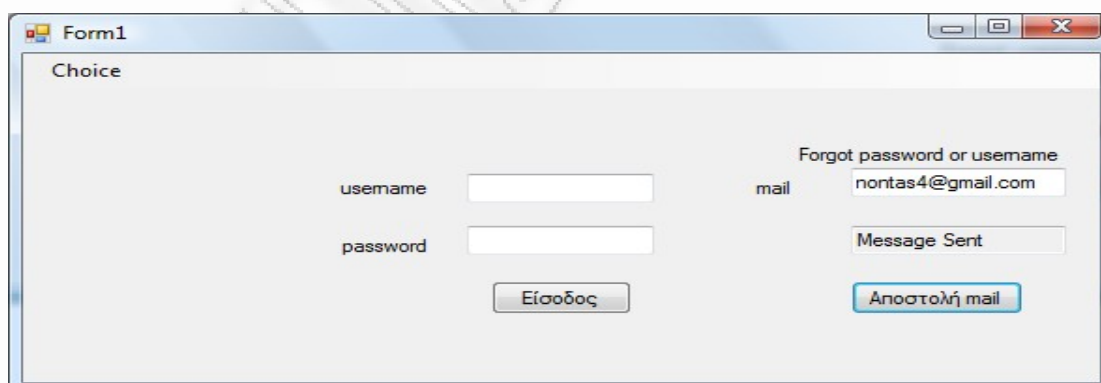 Form1
Choice
Forgot password or username
username
mail
nontas4@gmail.com
password
Message Sent
Είσοδος
Αποστολή mail